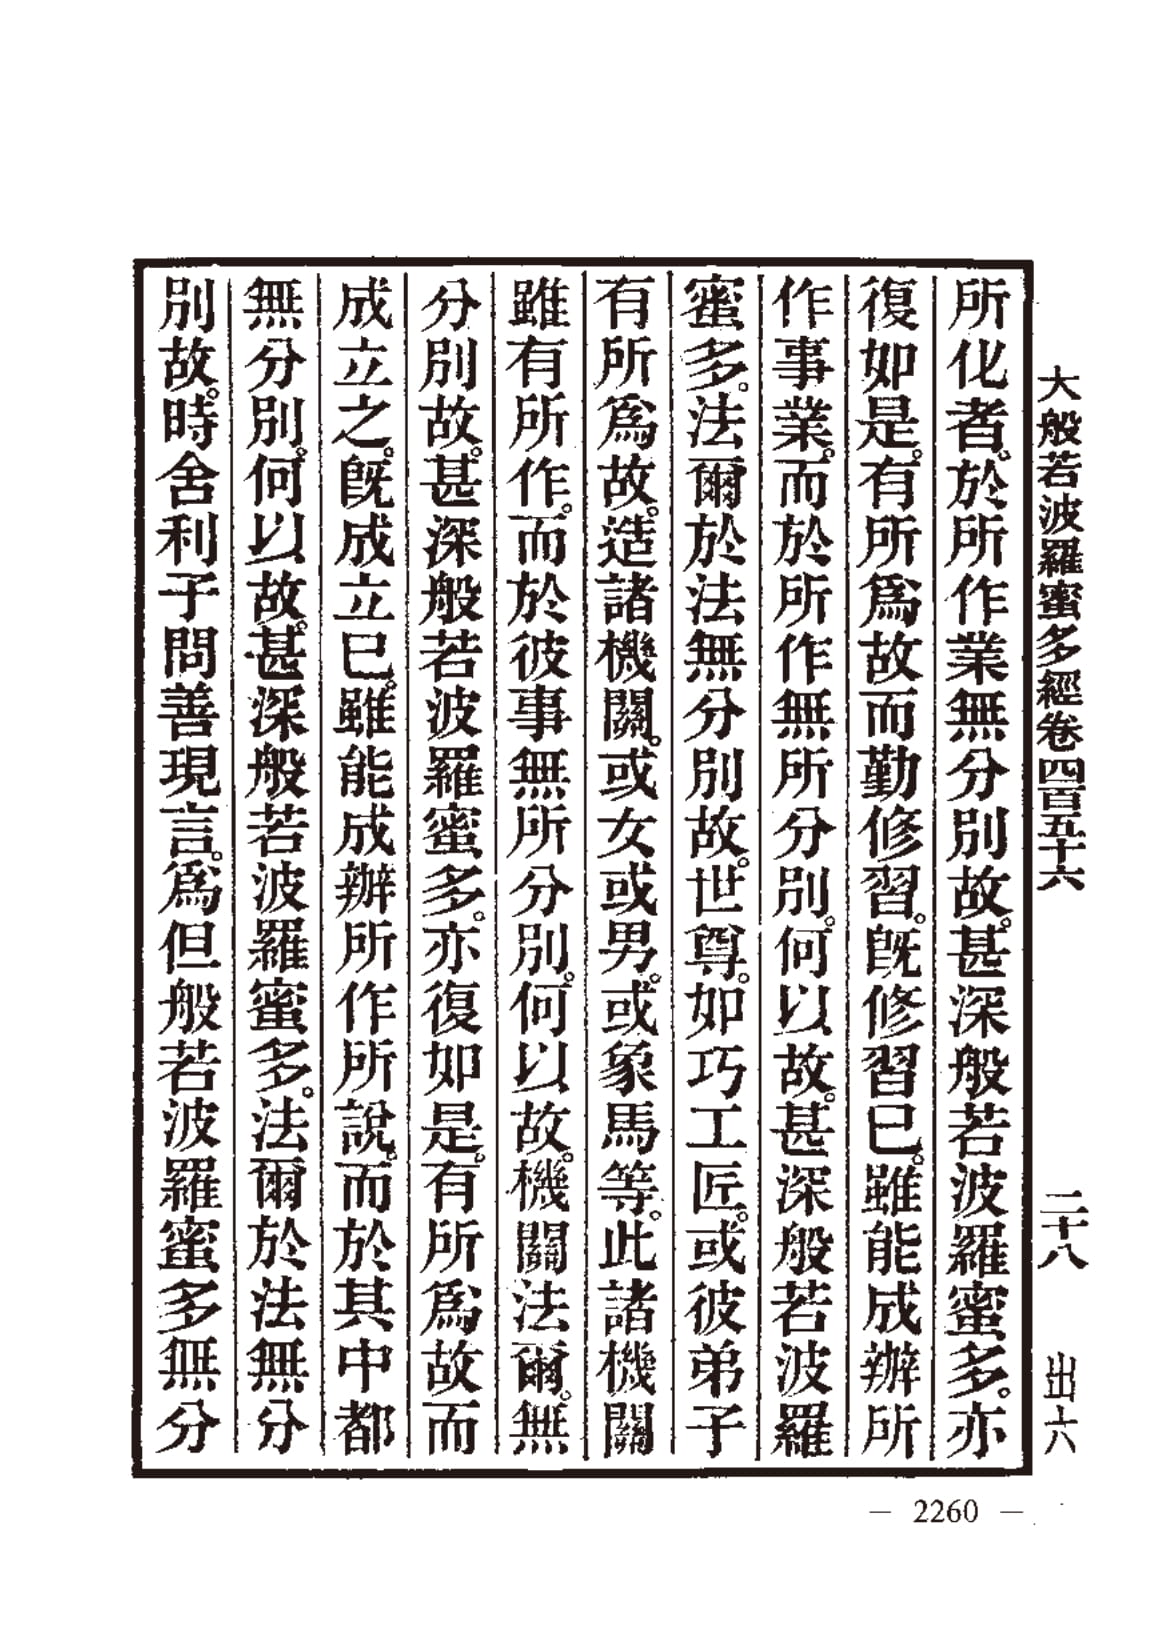 大般若波羅蜜多經卷四百五十六　二十八　出六
所化者。於所作業無分別故。甚深般若波羅蜜多。亦
復如是。有所爲故而勤修習。旣修習已。雖能成辦所
作事業。而於所作無所分別。何以故。甚深般若波羅
蜜多。法爾於法無分別故。世尊。如巧工匠。或彼弟子
有所爲故。造諸機關。或女或男。或象馬等。此諸機關
雖有所作。而於彼事無所分別。何以故。機關法爾。無
分別故。甚深般若波羅蜜多。亦復如是。有所爲故而
成立之。旣成立已。雖能成辦所作所說。而於其中都
無分別。何以故。甚深般若波羅蜜多。法爾於法無分
別故。時舍利子問善現言。爲但般若波羅蜜多無分
— 2260 —